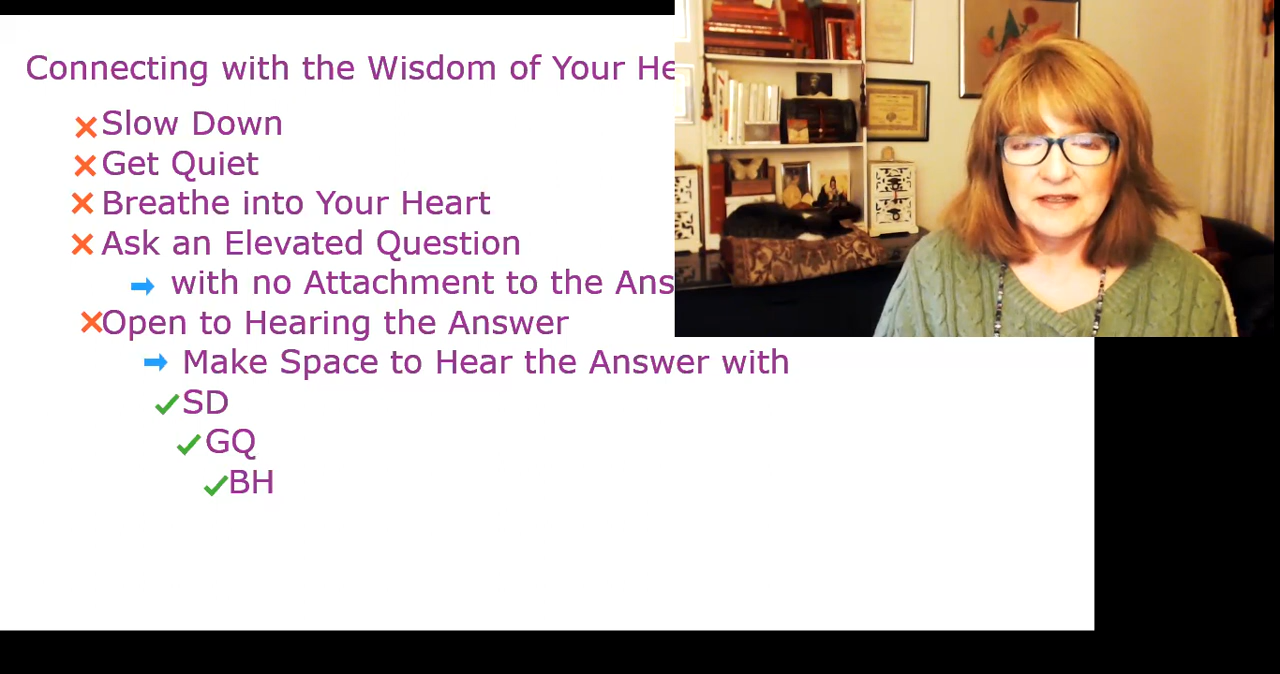 Connecting with the Wisdom of Your He
Slow Down
Get Quiet
Breathe into Your Heart
Ask an Elevated Question
with no Attachment to the Ans
Open to Hearing the Answer
Make Space to Hear the Answer with
SD
GQ
BH